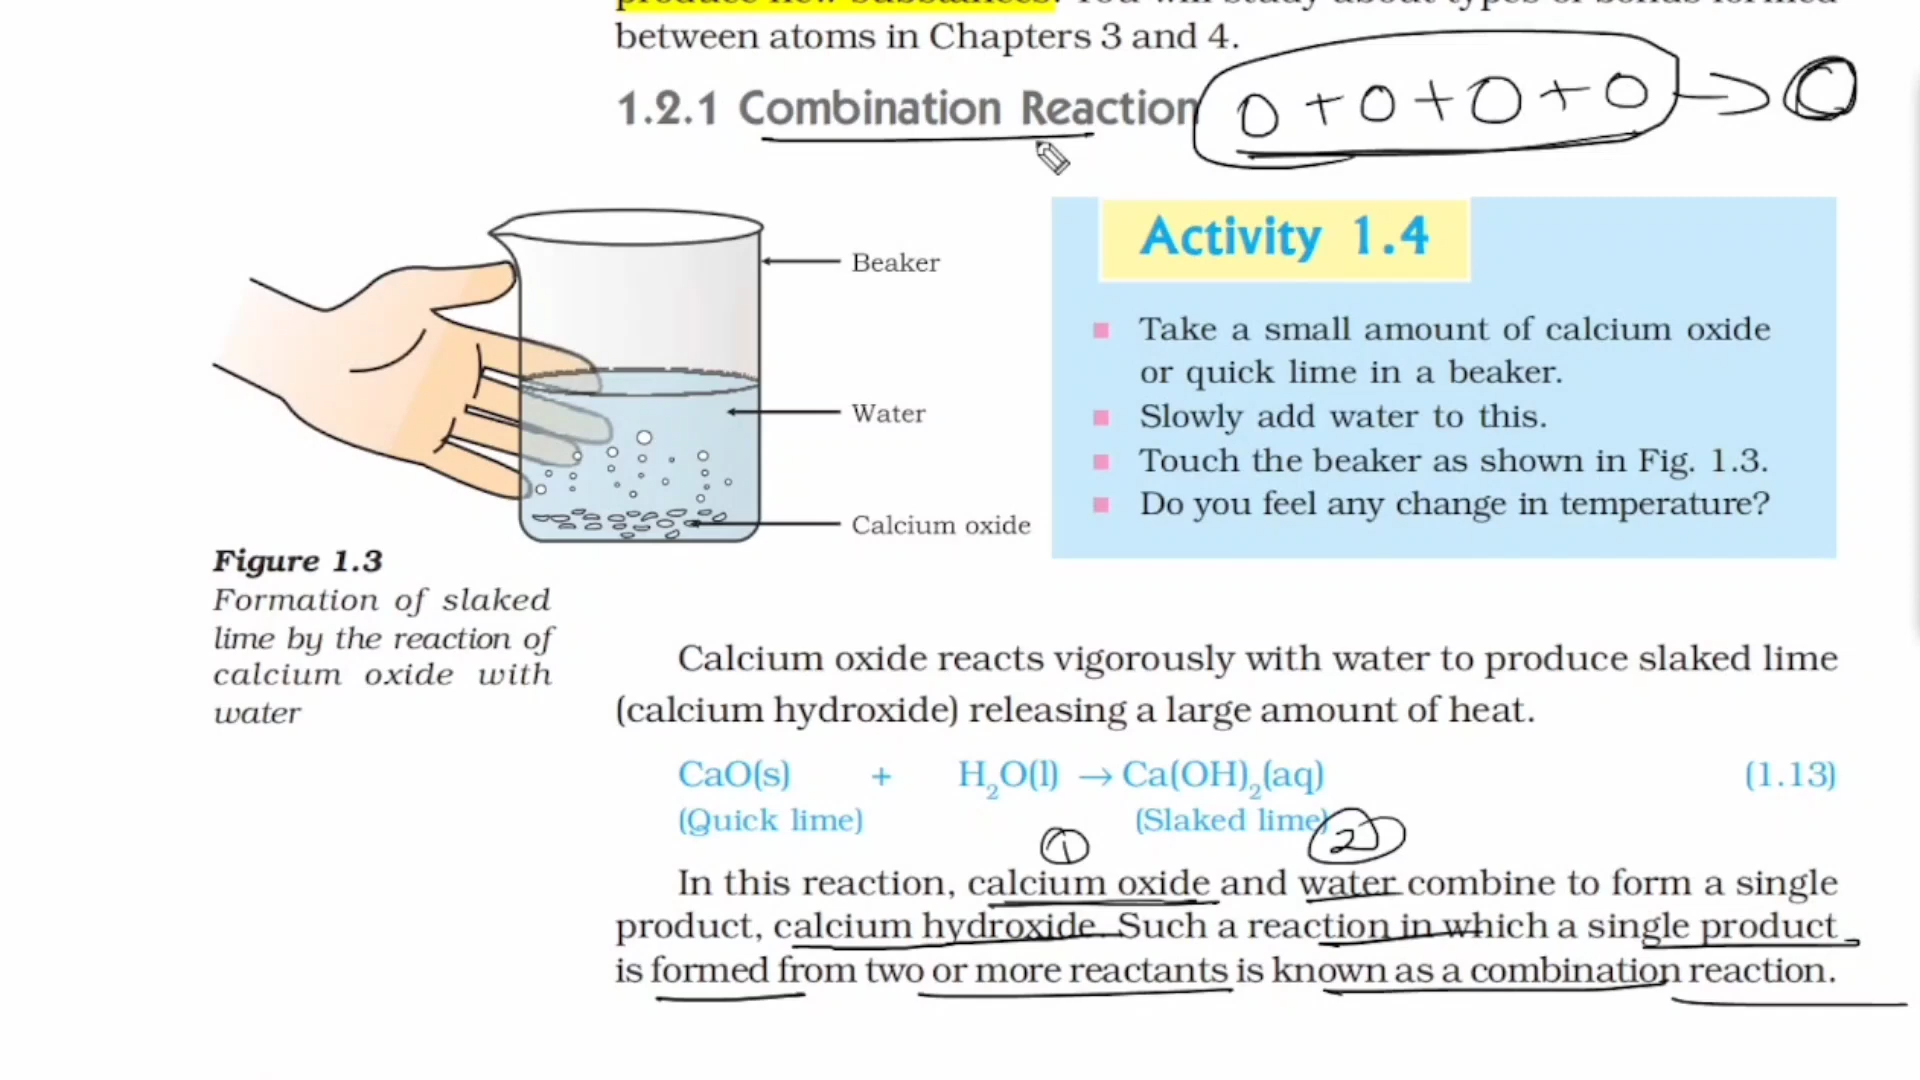 between atoms in Chapters 3 and 4.
1.2.1 Combination Reaction
0 + 0 + 0 + 0 → 0
Beaker
Water
Calcium oxide
Figure 1.3
Formation of slaked
lime by the reaction of
calcium oxide with
water
Activity 1.4
Take a small amount of calcium oxide
or quick lime in a beaker.
Slowly add water to this.
Touch the beaker as shown in Fig. 1.3.
Do you feel any change in temperature?
Calcium oxide reacts vigorously with water to produce slaked lime
(calcium hydroxide) releasing a large amount of heat.
CaO(s) + H₂O(l) → Ca(OH)₂(aq) (1.13)
(Quick lime) (Slaked lime)
1 2
In this reaction, calcium oxide and water combine to form a single
product, calcium hydroxide. Such a reaction in which a single product
is formed from two or more reactants is known as a combination reaction.